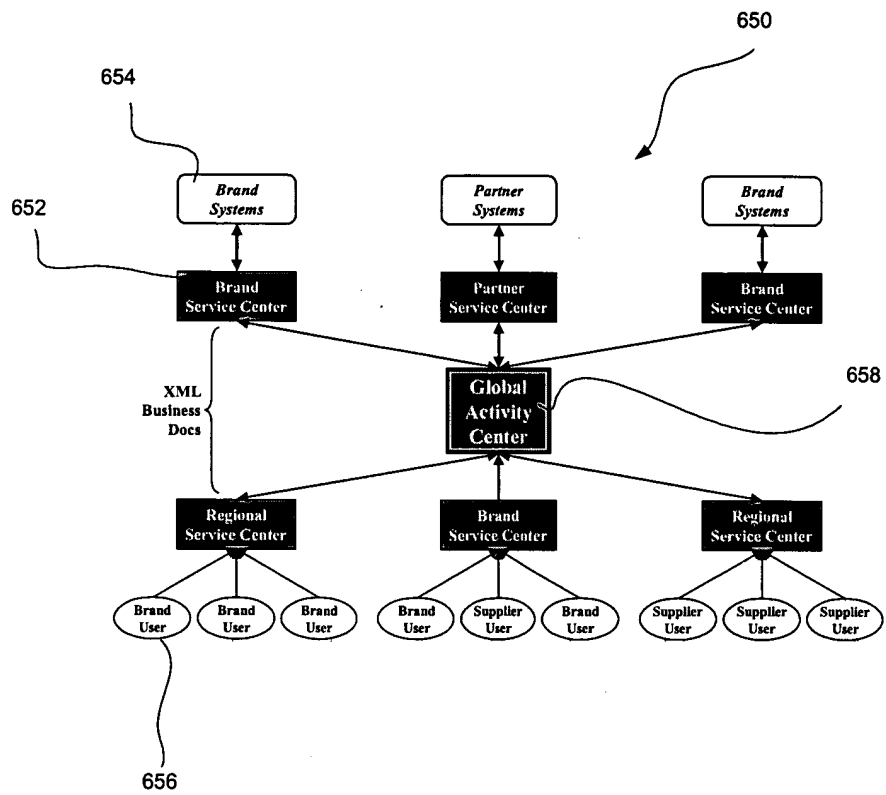 650
654
Brand
Systems
Partner
Systems
Brand
Systems
652
Brand
Service Center
Partner
Service Center
Brand
Service Center
XML
Business
Docs
Global
Activity
Center
658
Regional
Service Center
Brand
Service Center
Regional
Service Center
Brand
User
Brand
User
Brand
User
Brand
User
Supplier
User
Brand
User
Supplier
User
Supplier
User
Supplier
User
656